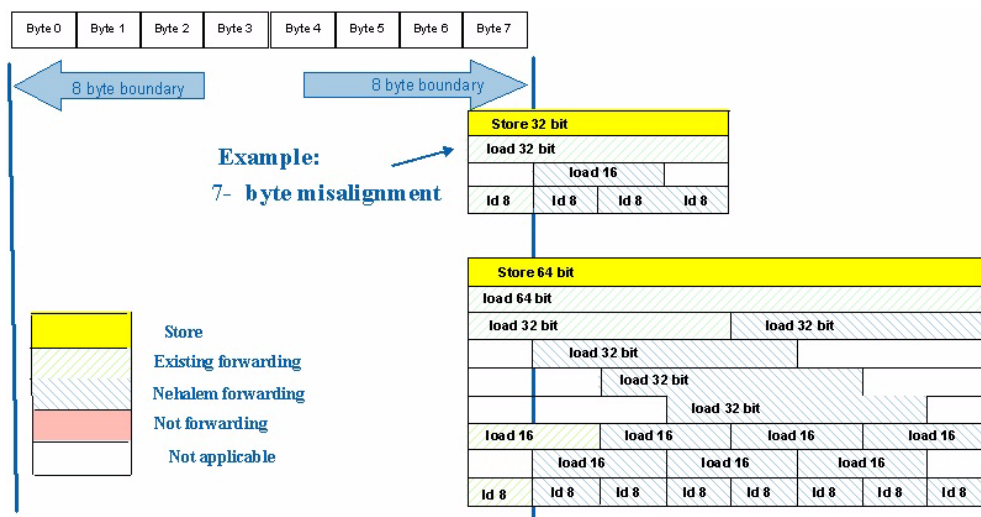 Byte 0 Byte 1 Byte 2 Byte 3 Byte 4 Byte 5 Byte 6 Byte 7
8 byte boundary 8 byte boundary
Store 32 bit
load 32 bit
load 16
ld 8 ld 8 ld 8 ld 8
Example:
7- byte misalignment
Store 64 bit
load 64 bit
load 32 bit load 32 bit
load 32 bit
load 32 bit
load 32 bit
load 16 load 16 load 16 load 16
load 16 load 16 load 16
ld 8 ld 8 ld 8 ld 8 ld 8 ld 8 ld 8 ld 8
Store
Existing forwarding
Nehalem forwarding
Not forwarding
Not applicable